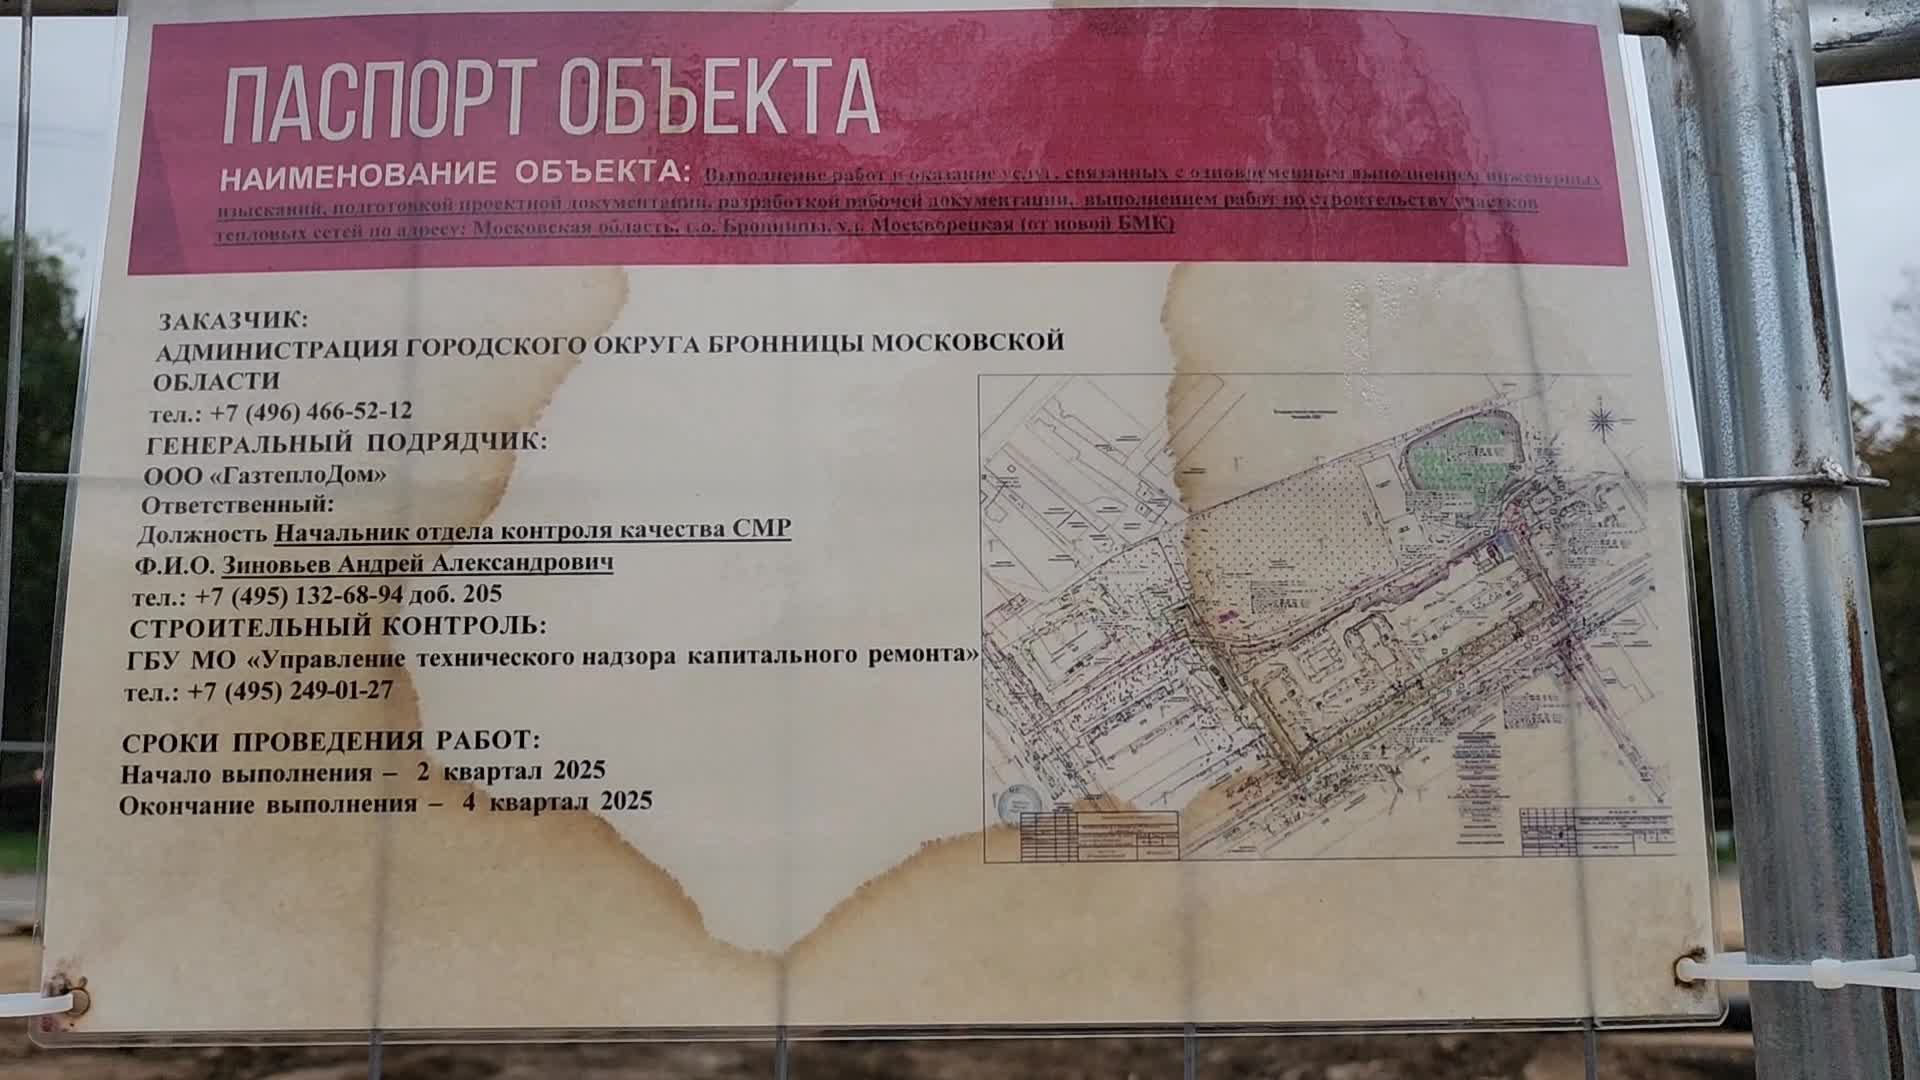 ПАСПОРТ ОБЪЕКТА
НАИМЕНОВАНИЕ ОБЪЕКТА: Выполнение работ и оказание услуг, связанных с одновременным выполнением инженерных
изысканий, подготовкой проектной документации, разработкой рабочей документации, выполнением работ по строительству участков
тепловых сетей по адресу: Московская область, г.о. Бронницы, ул. Москворецкая (от новой БМК)
ЗАКАЗЧИК:
АДМИНИСТРАЦИЯ ГОРОДСКОГО ОКРУГА БРОННИЦЫ МОСКОВСКОЙ
ОБЛАСТИ
тел.: +7 (496) 466-52-12
ГЕНЕРАЛЬНЫЙ ПОДРЯДЧИК:
ООО «ГазтеплоДом»
Ответственный:
Должность Начальник отдела контроля качества СМР
Ф.И.О. Зиновьев Андрей Александрович
тел.: +7 (495) 132-68-94 доб. 205
СТРОИТЕЛЬНЫЙ КОНТРОЛЬ:
ГБУ МО «Управление технического надзора капитального ремонта»
тел.: +7 (495) 249-01-27
СРОКИ ПРОВЕДЕНИЯ РАБОТ:
Начало выполнения – 2 квартал 2025
Окончание выполнения – 4 квартал 2025